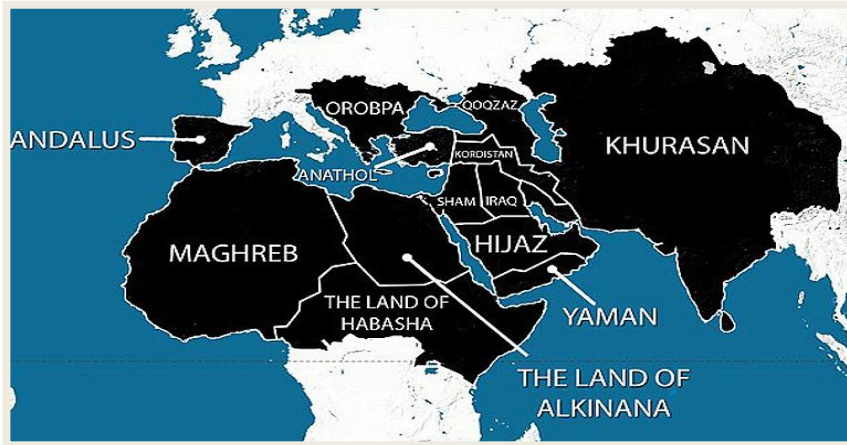 OROBPA
QOQZAZ
ANDALUS
KHURASAN
KORDISTAN
ANATHOL
SHAM
IRAQ
MAGHREB
HIJAZ
THE LAND OF
HABASHA
YAMAN
THE LAND OF
ALKINANA